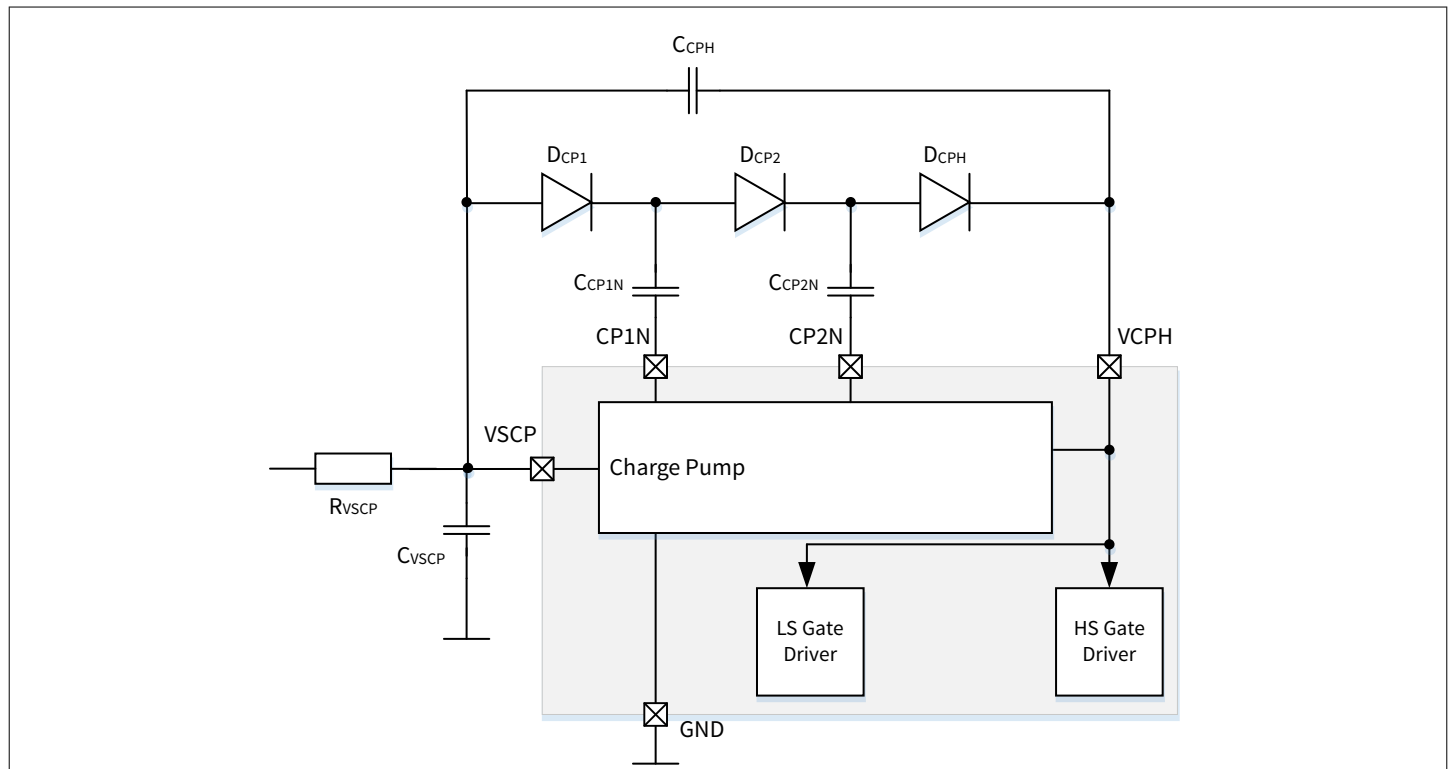 CCPH
DCP1
DCP2
DCPH
CCP1N
CCP2N
CP1N
CP2N
VCPH
VSCP
Charge Pump
RVSCP
CVSCP
LS Gate
Driver
HS Gate
Driver
GND